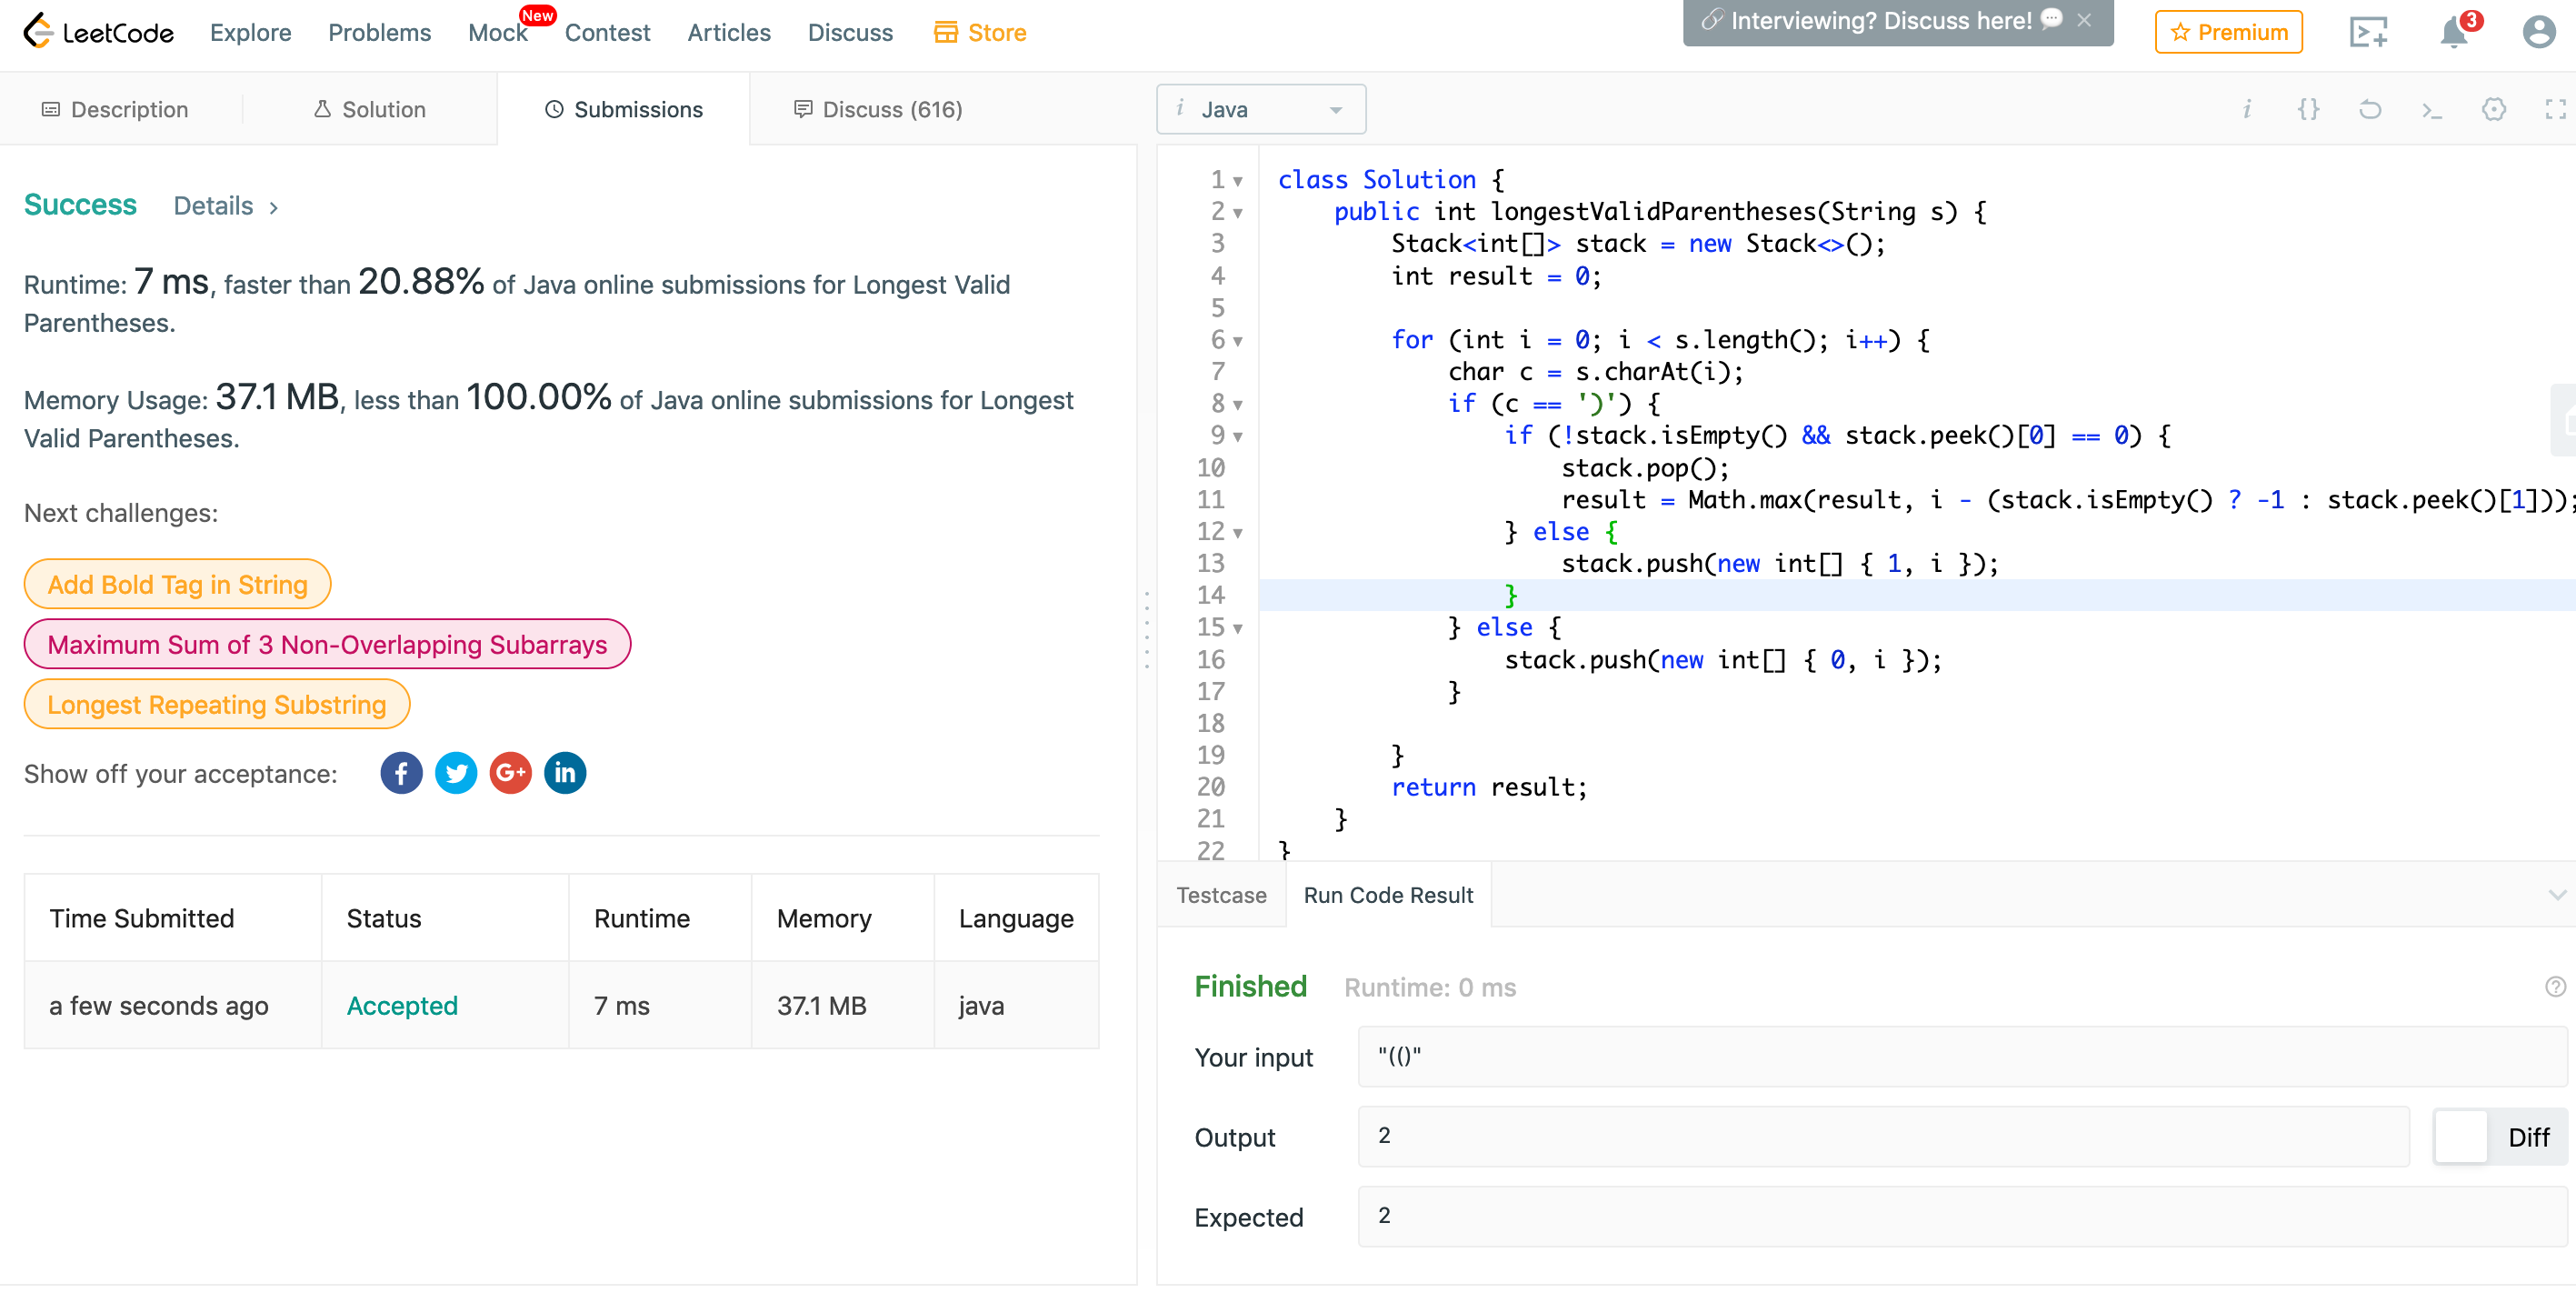 LeetCode Explore Problems Mock New Contest Articles Discuss Store Interviewing? Discuss here! Premium 3
Description Solution Submissions Discuss (616)
Success Details
Runtime: 7 ms, faster than 20.88% of Java online submissions for Longest Valid
Parentheses.
Memory Usage: 37.1 MB, less than 100.00% of Java online submissions for Longest
Valid Parentheses.
Next challenges:
Add Bold Tag in String
Maximum Sum of 3 Non-Overlapping Subarrays
Longest Repeating Substring
Show off your acceptance: f G+ in
Time Submitted Status Runtime Memory Language
a few seconds ago Accepted 7 ms 37.1 MB java
i Java
i {} >_
1 class Solution {
2     public int longestValidParentheses(String s) {
3         Stack<int[]> stack = new Stack<>();
4         int result = 0;
5
6         for (int i = 0; i < s.length(); i++) {
7             char c = s.charAt(i);
8             if (c == ')') {
9                 if (!stack.isEmpty() && stack.peek()[0] == 0) {
10                     stack.pop();
11                     result = Math.max(result, i - (stack.isEmpty() ? -1 : stack.peek()[1]));
12                 } else {
13                     stack.push(new int[] { 1, i });
14                 }
15             } else {
16                 stack.push(new int[] { 0, i });
17             }
18
19         }
20         return result;
21     }
22 }
Testcase Run Code Result
Finished Runtime: 0 ms
Your input "(()"
Output 2 Diff
Expected 2